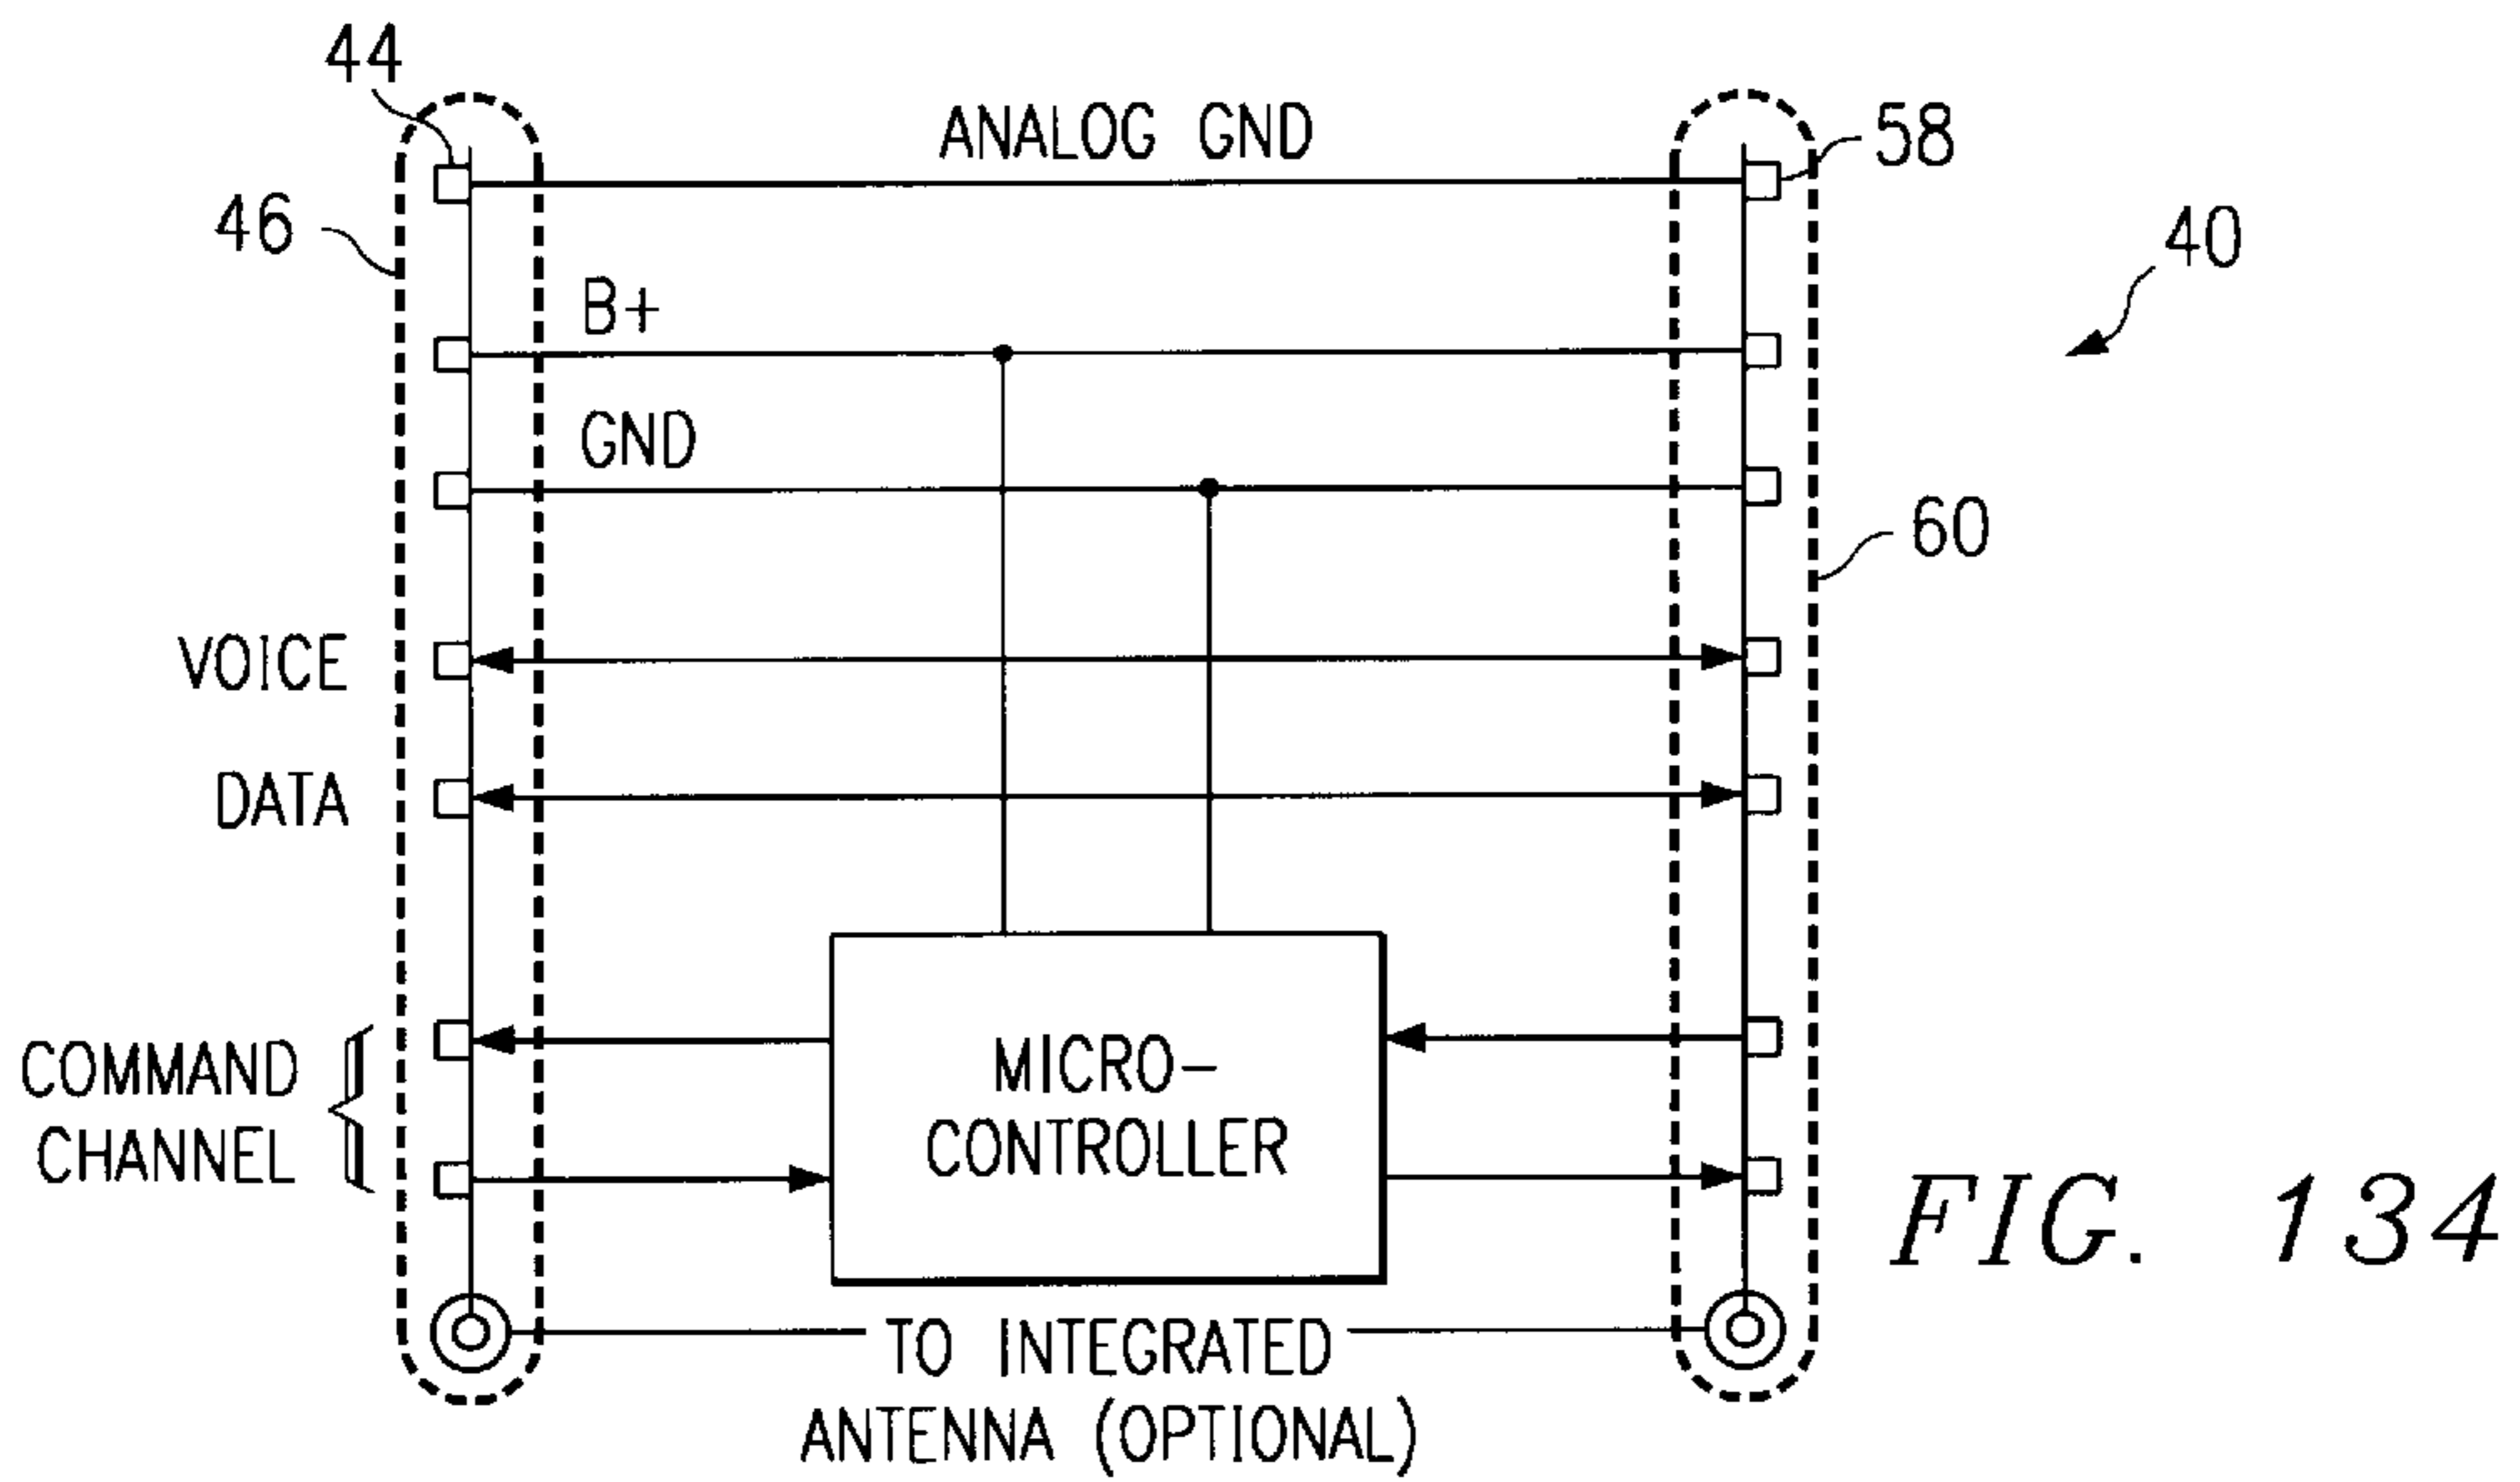 44
ANALOG GND
58
46
40
B+
GND
60
VOICE
DATA
COMMAND
CHANNEL
MICRO-
CONTROLLER
FIG. 134
TO INTEGRATED
ANTENNA (OPTIONAL)